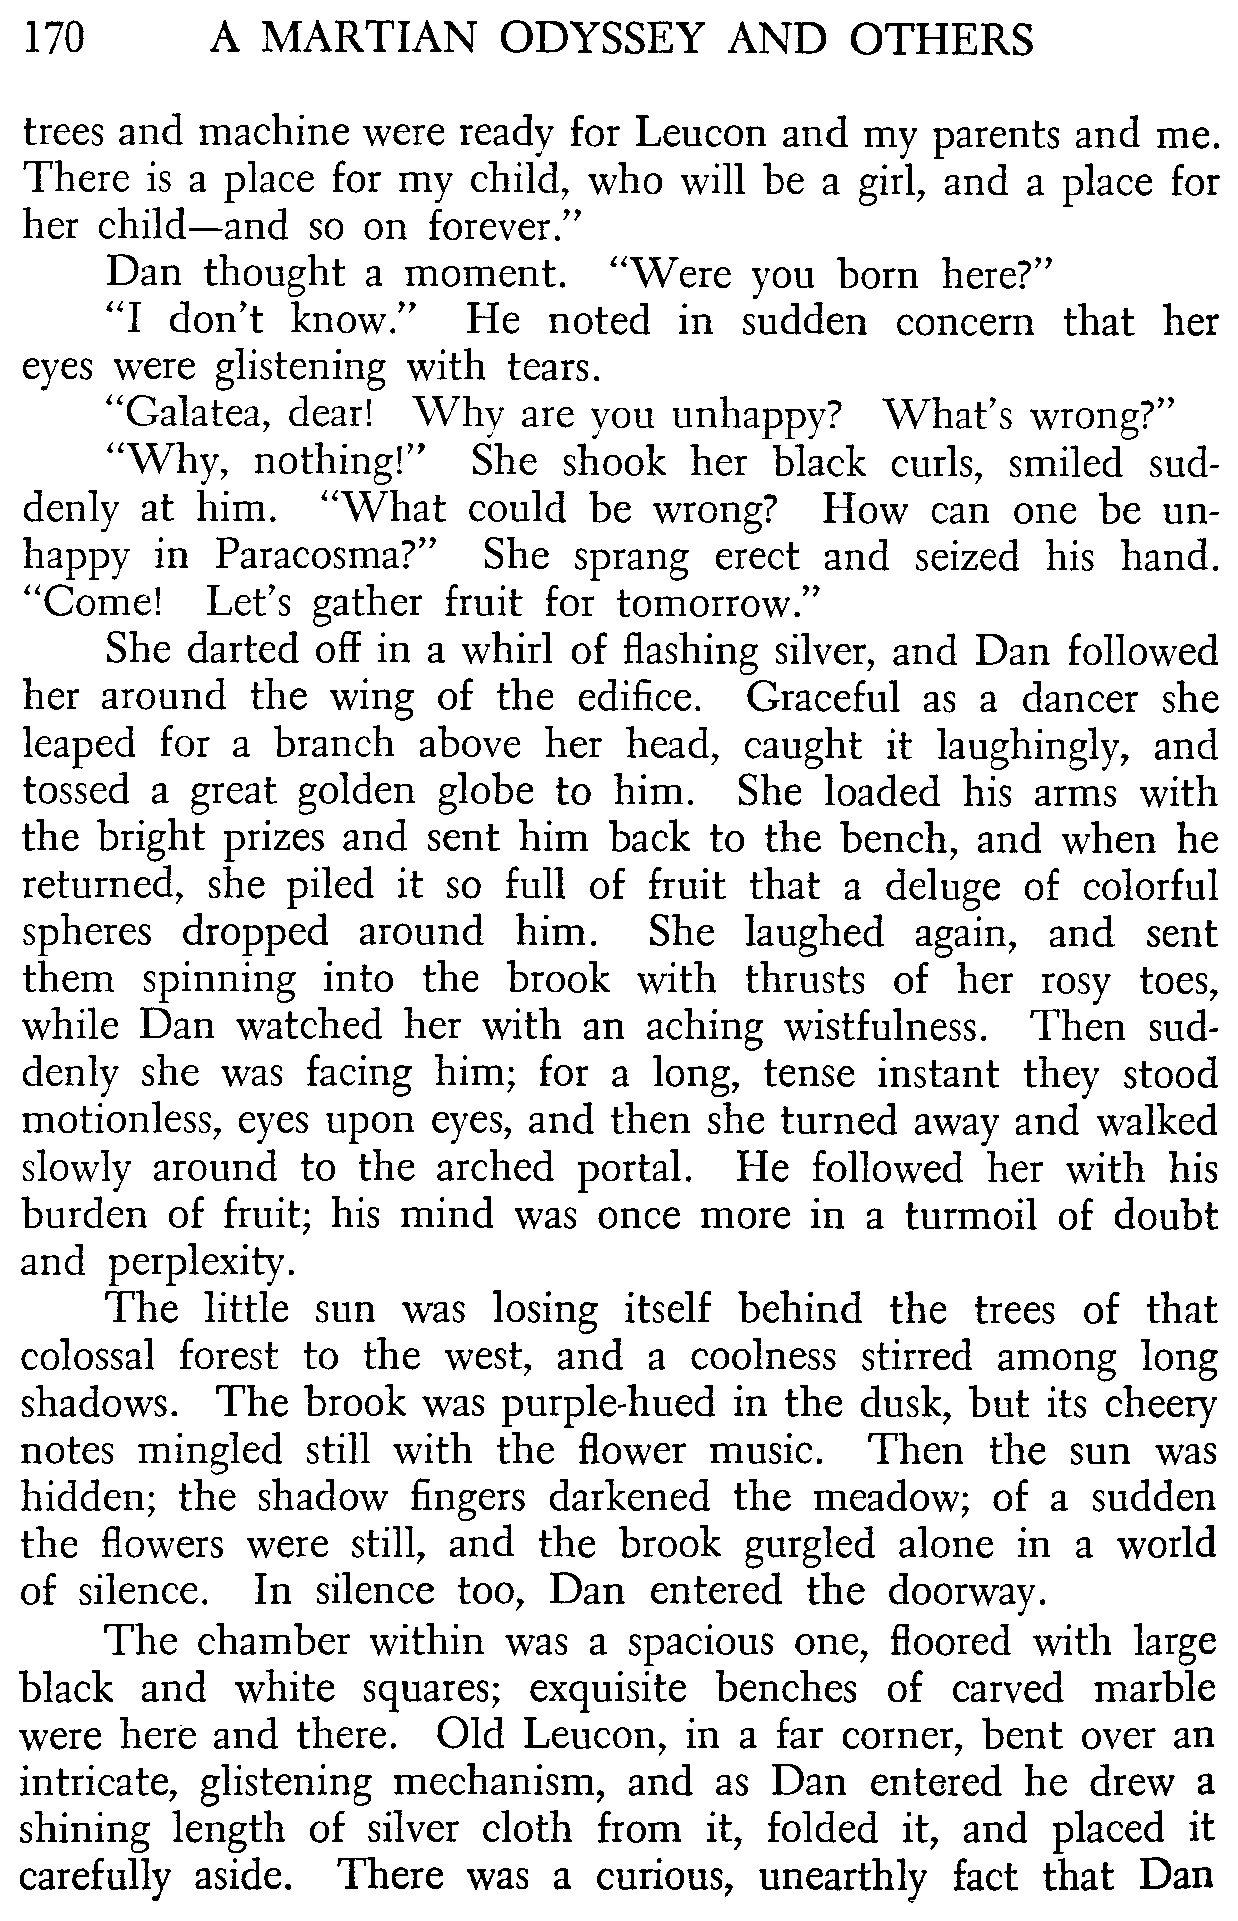 170 A MARTIAN ODYSSEY AND OTHERS
trees and machine were ready for Leucon and my parents and me.
There is a place for my child, who will be a girl, and a place for
her child—and so on forever."
Dan thought a moment. "Were you born here?"
"I don't know." He noted in sudden concern that her
eyes were glistening with tears.
"Galatea, dear! Why are you unhappy? What's wrong?"
"Why, nothing!" She shook her black curls, smiled sud-
denly at him. "What could be wrong? How can one be un-
happy in Paracosma?" She sprang erect and seized his hand.
"Come! Let's gather fruit for tomorrow."
She darted off in a whirl of flashing silver, and Dan followed
her around the wing of the edifice. Graceful as a dancer she
leaped for a branch above her head, caught it laughingly, and
tossed a great golden globe to him. She loaded his arms with
the bright prizes and sent him back to the bench, and when he
returned, she piled it so full of fruit that a deluge of colorful
spheres dropped around him. She laughed again, and sent
them spinning into the brook with thrusts of her rosy toes,
while Dan watched her with an aching wistfulness. Then sud-
denly she was facing him; for a long, tense instant they stood
motionless, eyes upon eyes, and then she turned away and walked
slowly around to the arched portal. He followed her with his
burden of fruit; his mind was once more in a turmoil of doubt
and perplexity.
The little sun was losing itself behind the trees of that
colossal forest to the west, and a coolness stirred among long
shadows. The brook was purple-hued in the dusk, but its cheery
notes mingled still with the flower music. Then the sun was
hidden; the shadow fingers darkened the meadow; of a sudden
the flowers were still, and the brook gurgled alone in a world
of silence. In silence too, Dan entered the doorway.
The chamber within was a spacious one, floored with large
black and white squares; exquisite benches of carved marble
were here and there. Old Leucon, in a far corner, bent over an
intricate, glistening mechanism, and as Dan entered he drew a
shining length of silver cloth from it, folded it, and placed it
carefully aside. There was a curious, unearthly fact that Dan